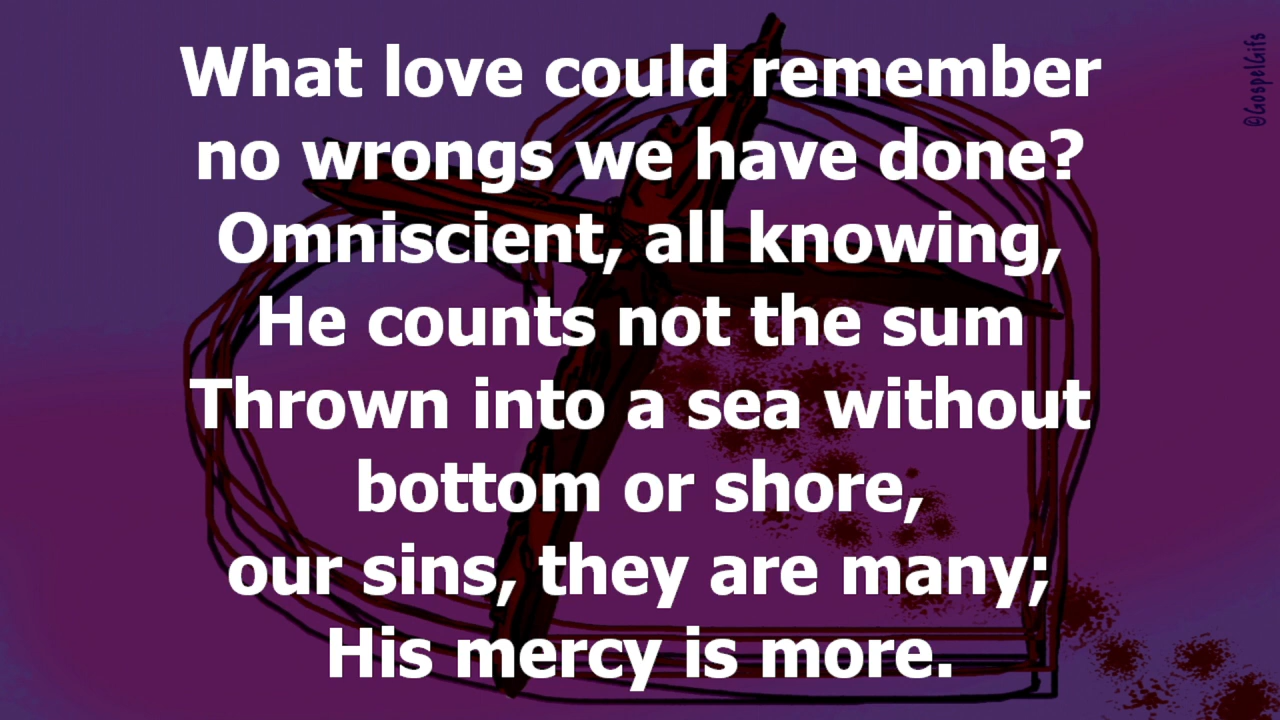 What love could remember
no wrongs we have done?
Omniscient, all knowing,
He counts not the sum
Thrown into a sea without
bottom or shore,
our sins, they are many;
His mercy is more.
©GospelGifs